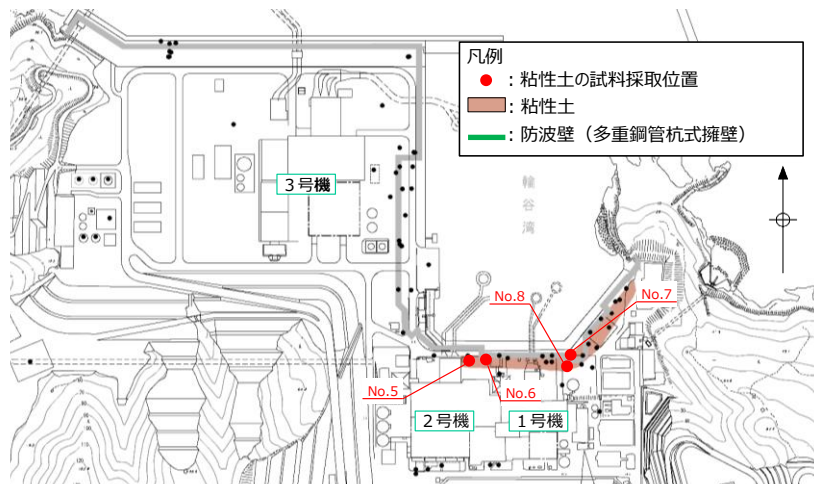 凡例
：粘性土の試料採取位置
：粘性土
：防波壁（多重鋼管杭式擁壁）
3号機
輪谷湾
No.8
No.7
No.5
No.6
2号機
1号機